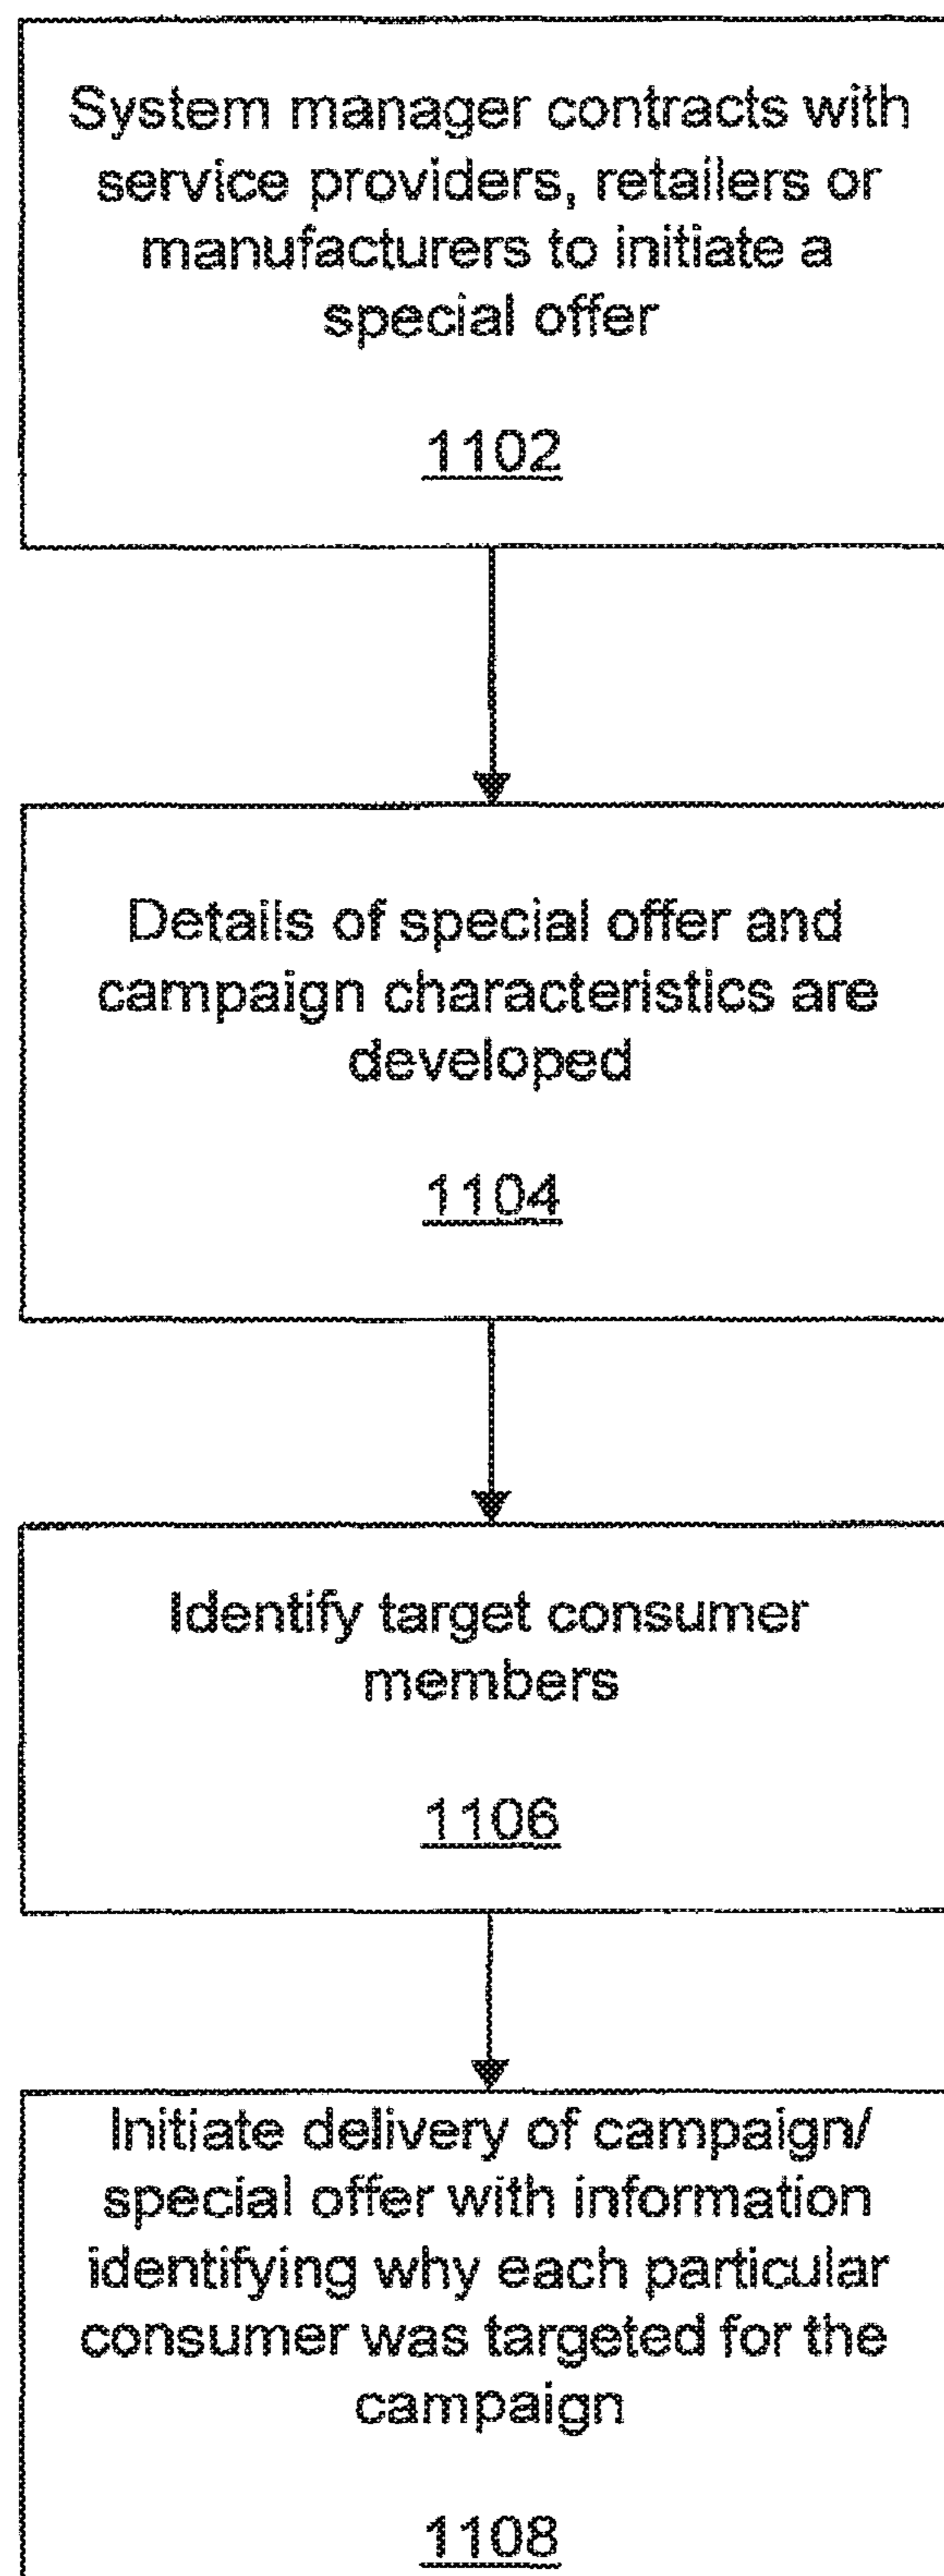 System manager contracts with
service providers, retailers or
manufacturers to initiate a
special offer
1102
Details of special offer and
campaign characteristics are
developed
1104
Identify target consumer
members
1106
Initiate delivery of campaign/
special offer with information
identifying why each particular
consumer was targeted for the
campaign
1108